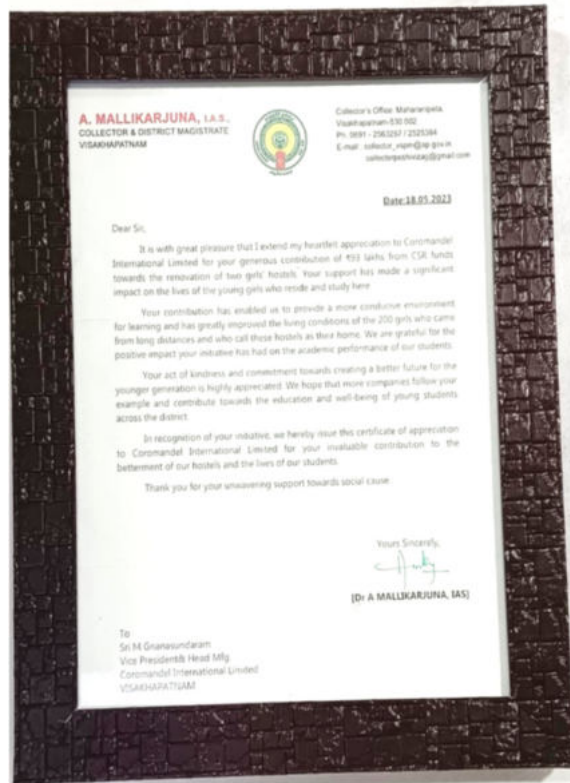 A. MALLIKARJUNA, I.A.S.,
COLLECTOR & DISTRICT MAGISTRATE
VISAKHAPATNAM
Collector's Office, Maharanipeta,
Visakhapatnam-530 002
Ph. 0891 - 2563257 / 2525384
E-mail : collector_vspm@ap.gov.in
Date:18.05.2023
Dear Sir,
It is with great pleasure that I extend my heartfelt appreciation to Coromandel
International Limited for your generous contribution of ₹93 lakhs from CSR funds
towards the renovation of two girls' hostels. Your support has made a significant
impact on the lives of the young girls who reside and study here.
Your contribution has enabled us to provide a more conducive environment
for learning and has greatly improved the living conditions of the 200 girls who came
from long distances and who call these hostels as their home. We are grateful for the
positive impact your initiative has had on the academic performance of our students.
Your act of kindness and commitment towards creating a better future for the
younger generation is highly appreciated. We hope that more companies follow your
example and contribute towards the education and well-being of young students
across the district.
In recognition of your initiative, we hereby issue this certificate of appreciation
to Coromandel International Limited for your invaluable contribution to the
betterment of our hostels and the lives of our students.
Thank you for your unwavering support towards social cause.
Yours Sincerely,
[Dr A MALLIKARJUNA, IAS]
To
Sri M Gnanasundaram
Vice President& Head Mfg.
Coromandel International Limited
VISAKHAPATNAM